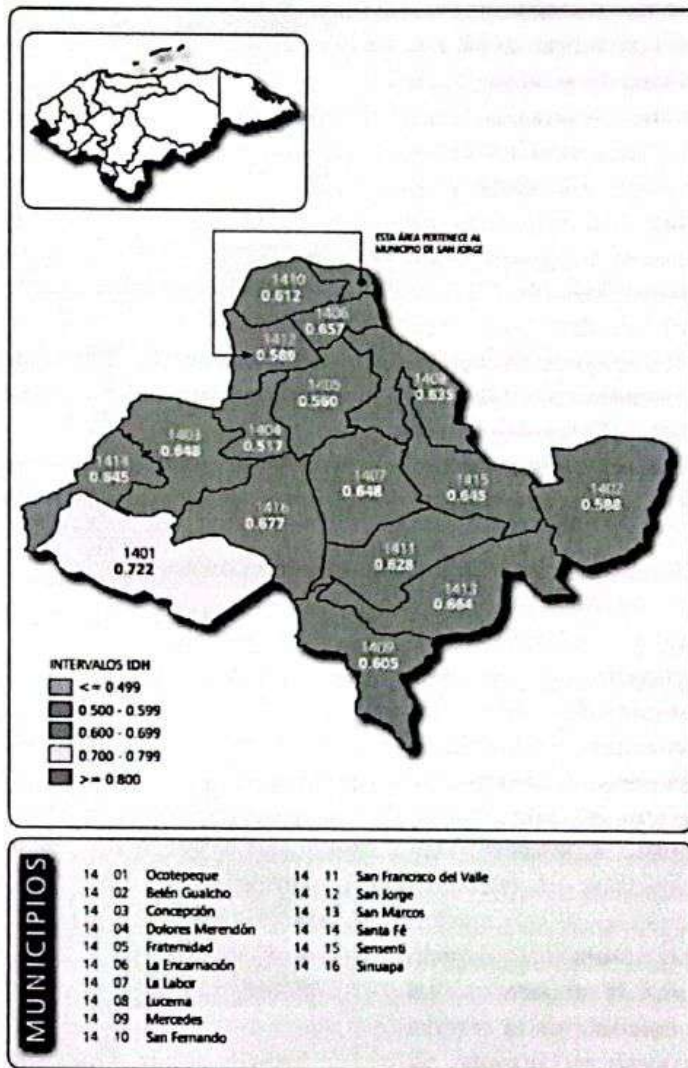 ESTA ÁREA PERTENECE AL
MUNICIPIO DE SAN JORGE
1410
0.612
1406
0.657
1412
0.589
1405
0.560
1408
0.635
1404
0.517
1403
0.648
1414
0.645
1407
0.648
1415
0.645
1402
0.588
1416
0.677
1401
0.722
1411
0.628
1413
0.664
1409
0.605
INTERVALOS IDH
<= 0.499
0.500 - 0.599
0.600 - 0.699
0.700 - 0.799
>= 0.800
MUNICIPIOS
14 01 Ocotepeque
14 02 Belén Gualcho
14 03 Concepción
14 04 Dolores Merendón
14 05 Fraternidad
14 06 La Encarnación
14 07 La Labor
14 08 Lucerna
14 09 Mercedes
14 10 San Fernando
14 11 San Francisco del Valle
14 12 San Jorge
14 13 San Marcos
14 14 Santa Fé
14 15 Sensenti
14 16 Sinuapa